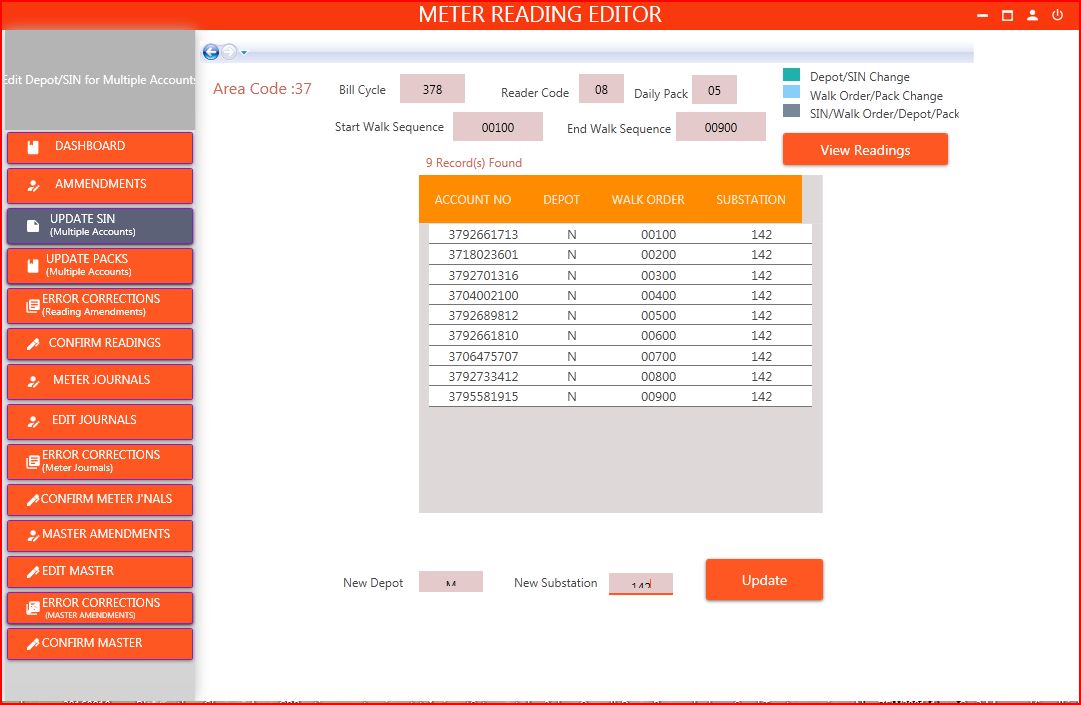 METER READING EDITOR
Edit Depot/SIN for Multiple Accounts
DASHBOARD
AMMENDMENTS
UPDATE SIN
(Multiple Accounts)
UPDATE PACKS
(Multiple Accounts)
ERROR CORRECTIONS
(Reading Amendments)
CONFIRM READINGS
METER JOURNALS
EDIT JOURNALS
ERROR CORRECTIONS
(Meter Journals)
CONFIRM METER J'NALS
MASTER AMENDMENTS
EDIT MASTER
ERROR CORRECTIONS
(MASTER AMENDMENTS)
CONFIRM MASTER
Area Code :37 Bill Cycle 378 Reader Code 08 Daily Pack 05
Start Walk Sequence 00100 End Walk Sequence 00900
Depot/SIN Change
Walk Order/Pack Change
SIN/Walk Order/Depot/Pack
View Readings
9 Record(s) Found
ACCOUNT NO DEPOT WALK ORDER SUBSTATION
3792661713 N 00100 142
3718023601 N 00200 142
3792701316 N 00300 142
3704002100 N 00400 142
3792689812 N 00500 142
3792661810 N 00600 142
3706475707 N 00700 142
3792733412 N 00800 142
3795581915 N 00900 142
New Depot M New Substation 142 Update